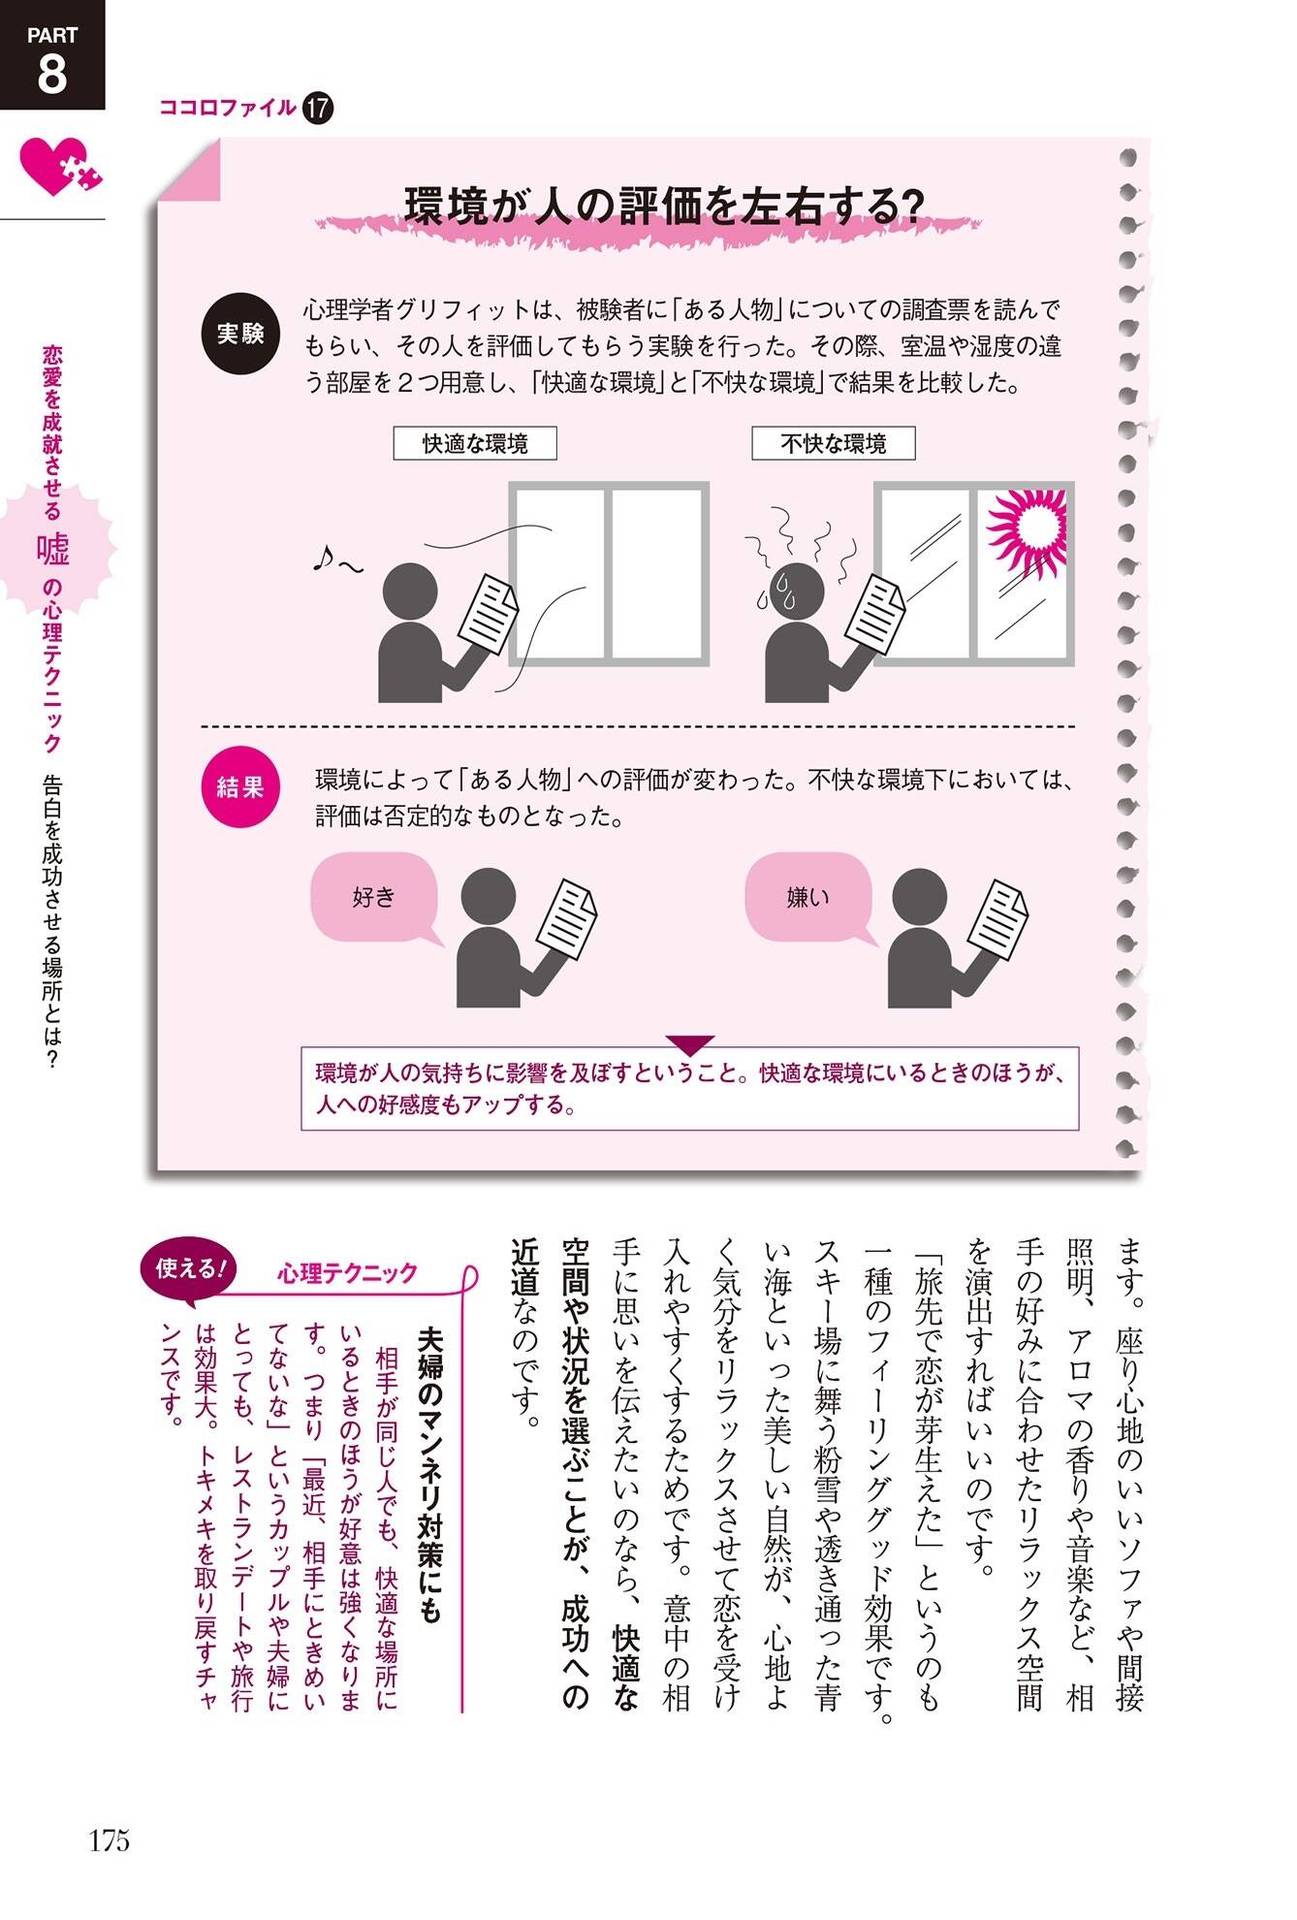 PART
8
恋愛を成就させる
嘘
の心理テクニック
告白を成功させる場所とは?
ココロファイル17
環境が人の評価を左右する?
実験
心理学者グリフィットは、被験者に「ある人物」についての調査票を読んで
もらい、その人を評価してもらう実験を行った。その際、室温や湿度の違
う部屋を2つ用意し、「快適な環境」と「不快な環境」で結果を比較した。
快適な環境
不快な環境
結果
環境によって「ある人物」への評価が変わった。不快な環境下においては、
評価は否定的なものとなった。
好き
嫌い
環境が人の気持ちに影響を及ぼすということ。快適な環境にいるときのほうが、
人への好感度もアップする。
ます。座り心地のいいソファや間接
照明、アロマの香りや音楽など、相
手の好みに合わせたリラックス空間
を演出すればいいのです。
「旅先で恋が芽生えた」というのも
一種のフィーリンググッド効果です。
スキー場に舞う粉雪や透き通った青
い海といった美しい自然が、心地よ
く気分をリラックスさせて恋を受け
入れやすくするためです。意中の相
手に思いを伝えたいのなら、快適な
空間や状況を選ぶことが、成功への
近道なのです。
使える!
心理テクニック
夫婦のマンネリ対策にも
相手が同じ人でも、快適な場所に
いるときのほうが好意は強くなりま
す。つまり「最近、相手にときめい
てないな」というカップルや夫婦に
とっても、レストランデートや旅行
は効果大。トキメキを取り戻すチャ
ンスです。
175